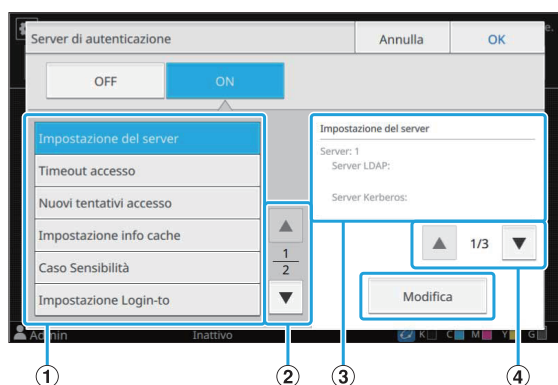 e.
Server di autenticazione
Annulla
OK
OFF
ON
Impostazione del server
Timeout accesso
Nuovi tentativi accesso
Impostazione info cache
Caso Sensibilità
Impostazione Login-to
1
2
Impostazione del server
Server: 1
Server LDAP:
Server Kerberos:
1/3
Modifica
Admin
Inattivo
K
C
M
Y
G
1
2
3
4